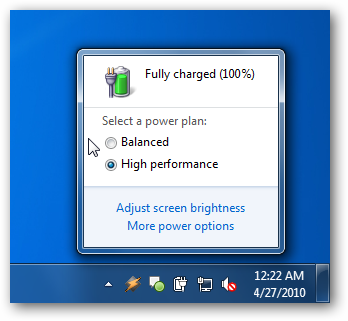 Fully charged (100%)
Select a power plan:
Balanced
High performance
Adjust screen brightness
More power options
12:22 AM
4/27/2010